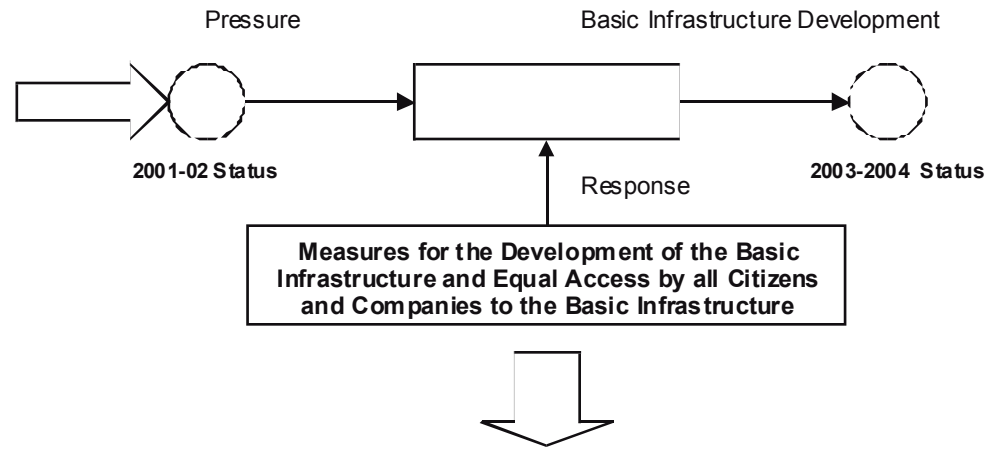 Pressure
Basic Infrastructure Development
2001-02 Status
2003-2004 Status
Response
Measures for the Development of the Basic
Infrastructure and Equal Access by all Citizens
and Companies to the Basic Infrastructure